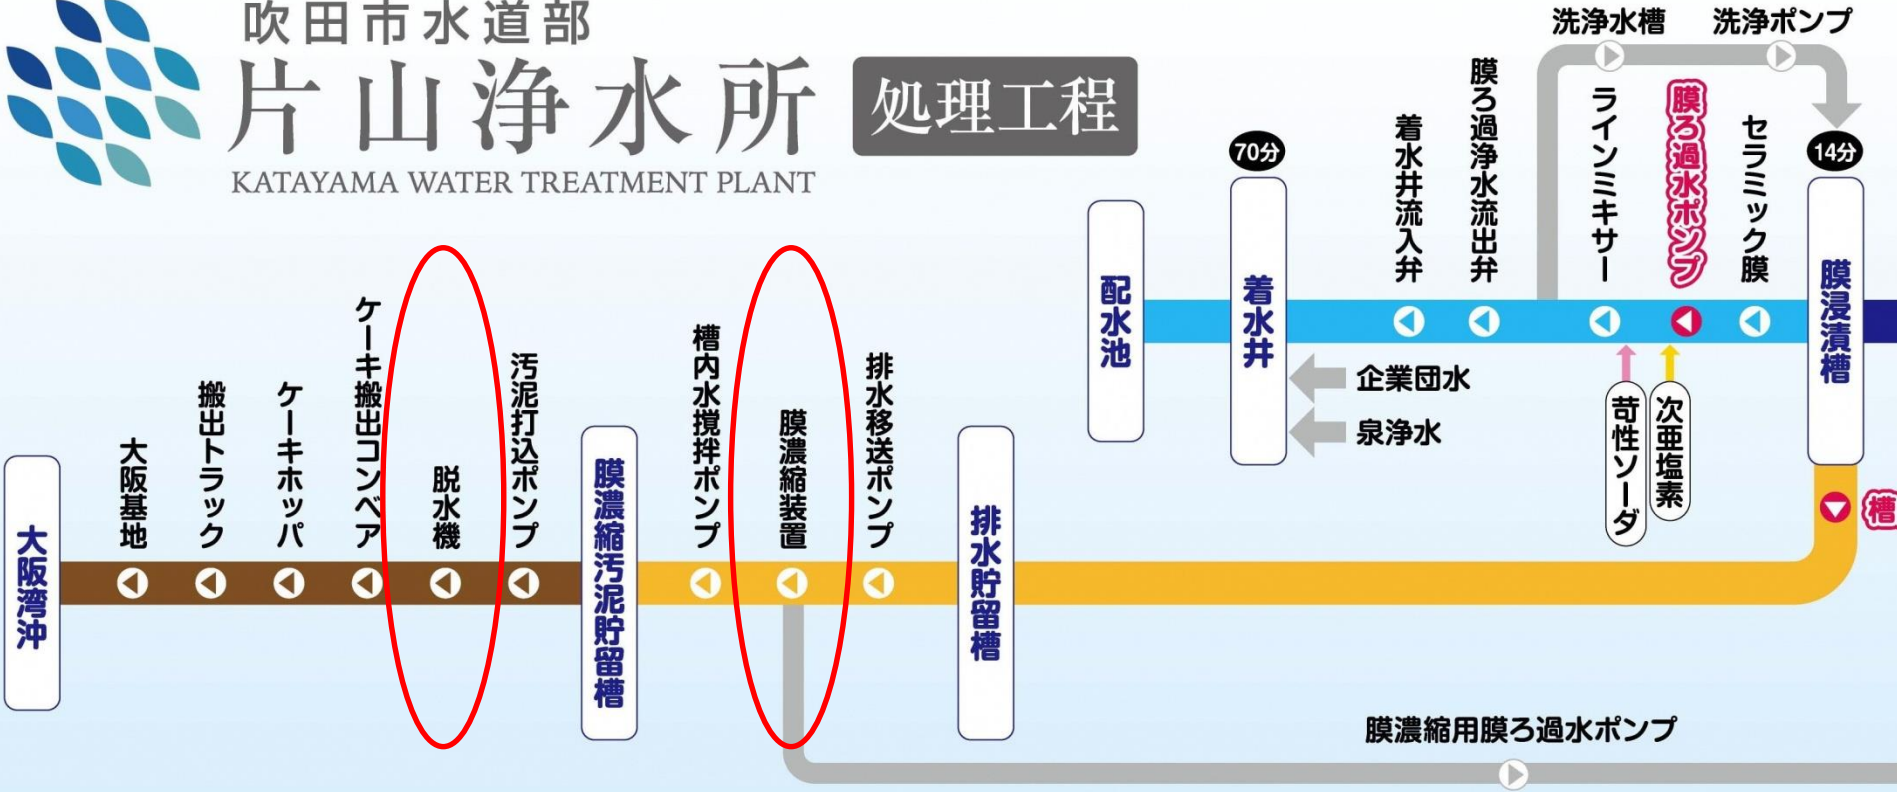 吹田市水道部
片山浄水所
処理工程
KATAYAMA WATER TREATMENT PLANT
洗浄水槽
洗浄ポンプ
70分
14分
配水池
着水井
着水井流入弁
膜ろ過浄水流出弁
ラインミキサー
膜ろ過水ポンプ
セラミック膜
膜浸漬槽
企業団水
泉浄水
苛性ソーダ
次亜塩素
槽
大阪湾沖
大阪基地
搬出トラック
ケーキホッパ
ケーキ搬出コンベア
脱水機
汚泥打込ポンプ
膜濃縮汚泥貯留槽
槽内水撹拌ポンプ
膜濃縮装置
排水移送ポンプ
排水貯留槽
膜濃縮用膜ろ過水ポンプ